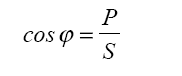 cos φ = P/S